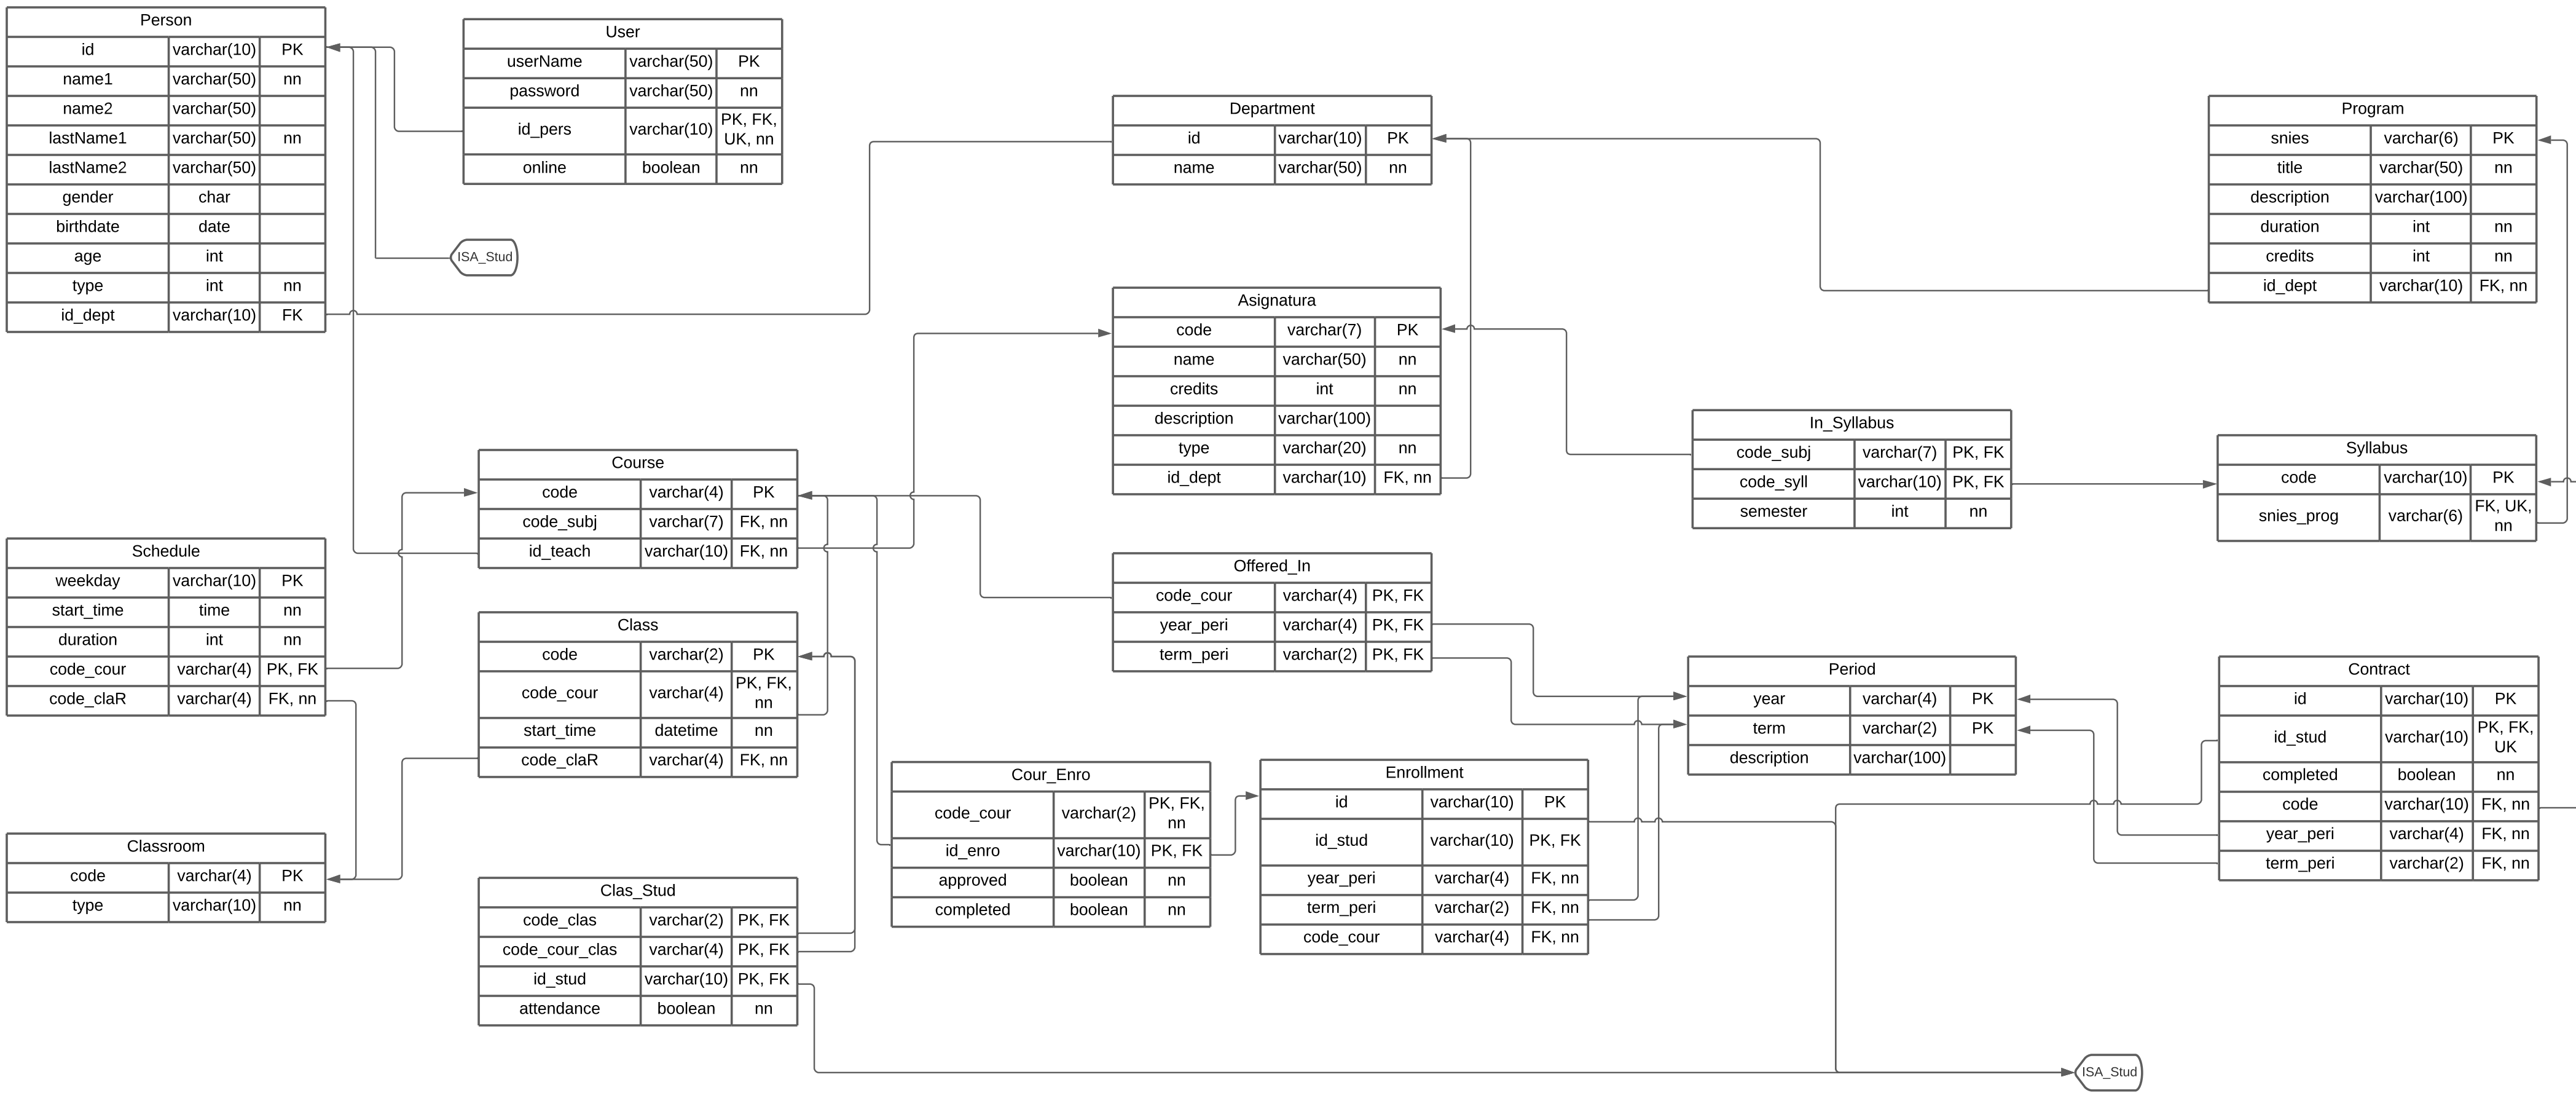 Person
id varchar(10) PK
name1 varchar(50) nn
name2 varchar(50)
lastName1 varchar(50) nn
lastName2 varchar(50)
gender char
birthdate date
age int
type int nn
id_dept varchar(10) FK
User
userName varchar(50) PK
password varchar(50) nn
id_pers varchar(10) PK, FK,
UK, nn
online boolean nn
ISA_Stud
Department
id varchar(10) PK
name varchar(50) nn
Program
snies varchar(6) PK
title varchar(50) nn
description varchar(100)
duration int nn
credits int nn
id_dept varchar(10) FK, nn
Asignatura
code varchar(7) PK
name varchar(50) nn
credits int nn
description varchar(100)
type varchar(20) nn
id_dept varchar(10) FK, nn
In_Syllabus
code_subj varchar(7) PK, FK
code_syll varchar(10) PK, FK
semester int nn
Syllabus
code varchar(10) PK
snies_prog varchar(6) FK, UK,
nn
Course
code varchar(4) PK
code_subj varchar(7) FK, nn
id_teach varchar(10) FK, nn
Schedule
weekday varchar(10) PK
start_time time nn
duration int nn
code_cour varchar(4) PK, FK
code_claR varchar(4) FK, nn
Class
code varchar(2) PK
code_cour varchar(4) PK, FK,
nn
start_time datetime nn
code_claR varchar(4) FK, nn
Offered_In
code_cour varchar(4) PK, FK
year_peri varchar(4) PK, FK
term_peri varchar(2) PK, FK
Period
year varchar(4) PK
term varchar(2) PK
description varchar(100)
Contract
id varchar(10) PK
id_stud varchar(10) PK, FK,
UK
completed boolean nn
code varchar(10) FK, nn
year_peri varchar(4) FK, nn
term_peri varchar(2) FK, nn
Classroom
code varchar(4) PK
type varchar(10) nn
Clas_Stud
code_clas varchar(2) PK, FK
code_cour_clas varchar(4) PK, FK
id_stud varchar(10) PK, FK
attendance boolean nn
Cour_Enro
code_cour varchar(2) PK, FK,
nn
id_enro varchar(10) PK, FK
approved boolean nn
completed boolean nn
Enrollment
id varchar(10) PK
id_stud varchar(10) PK, FK
year_peri varchar(4) FK, nn
term_peri varchar(2) FK, nn
code_cour varchar(4) FK, nn
ISA_Stud